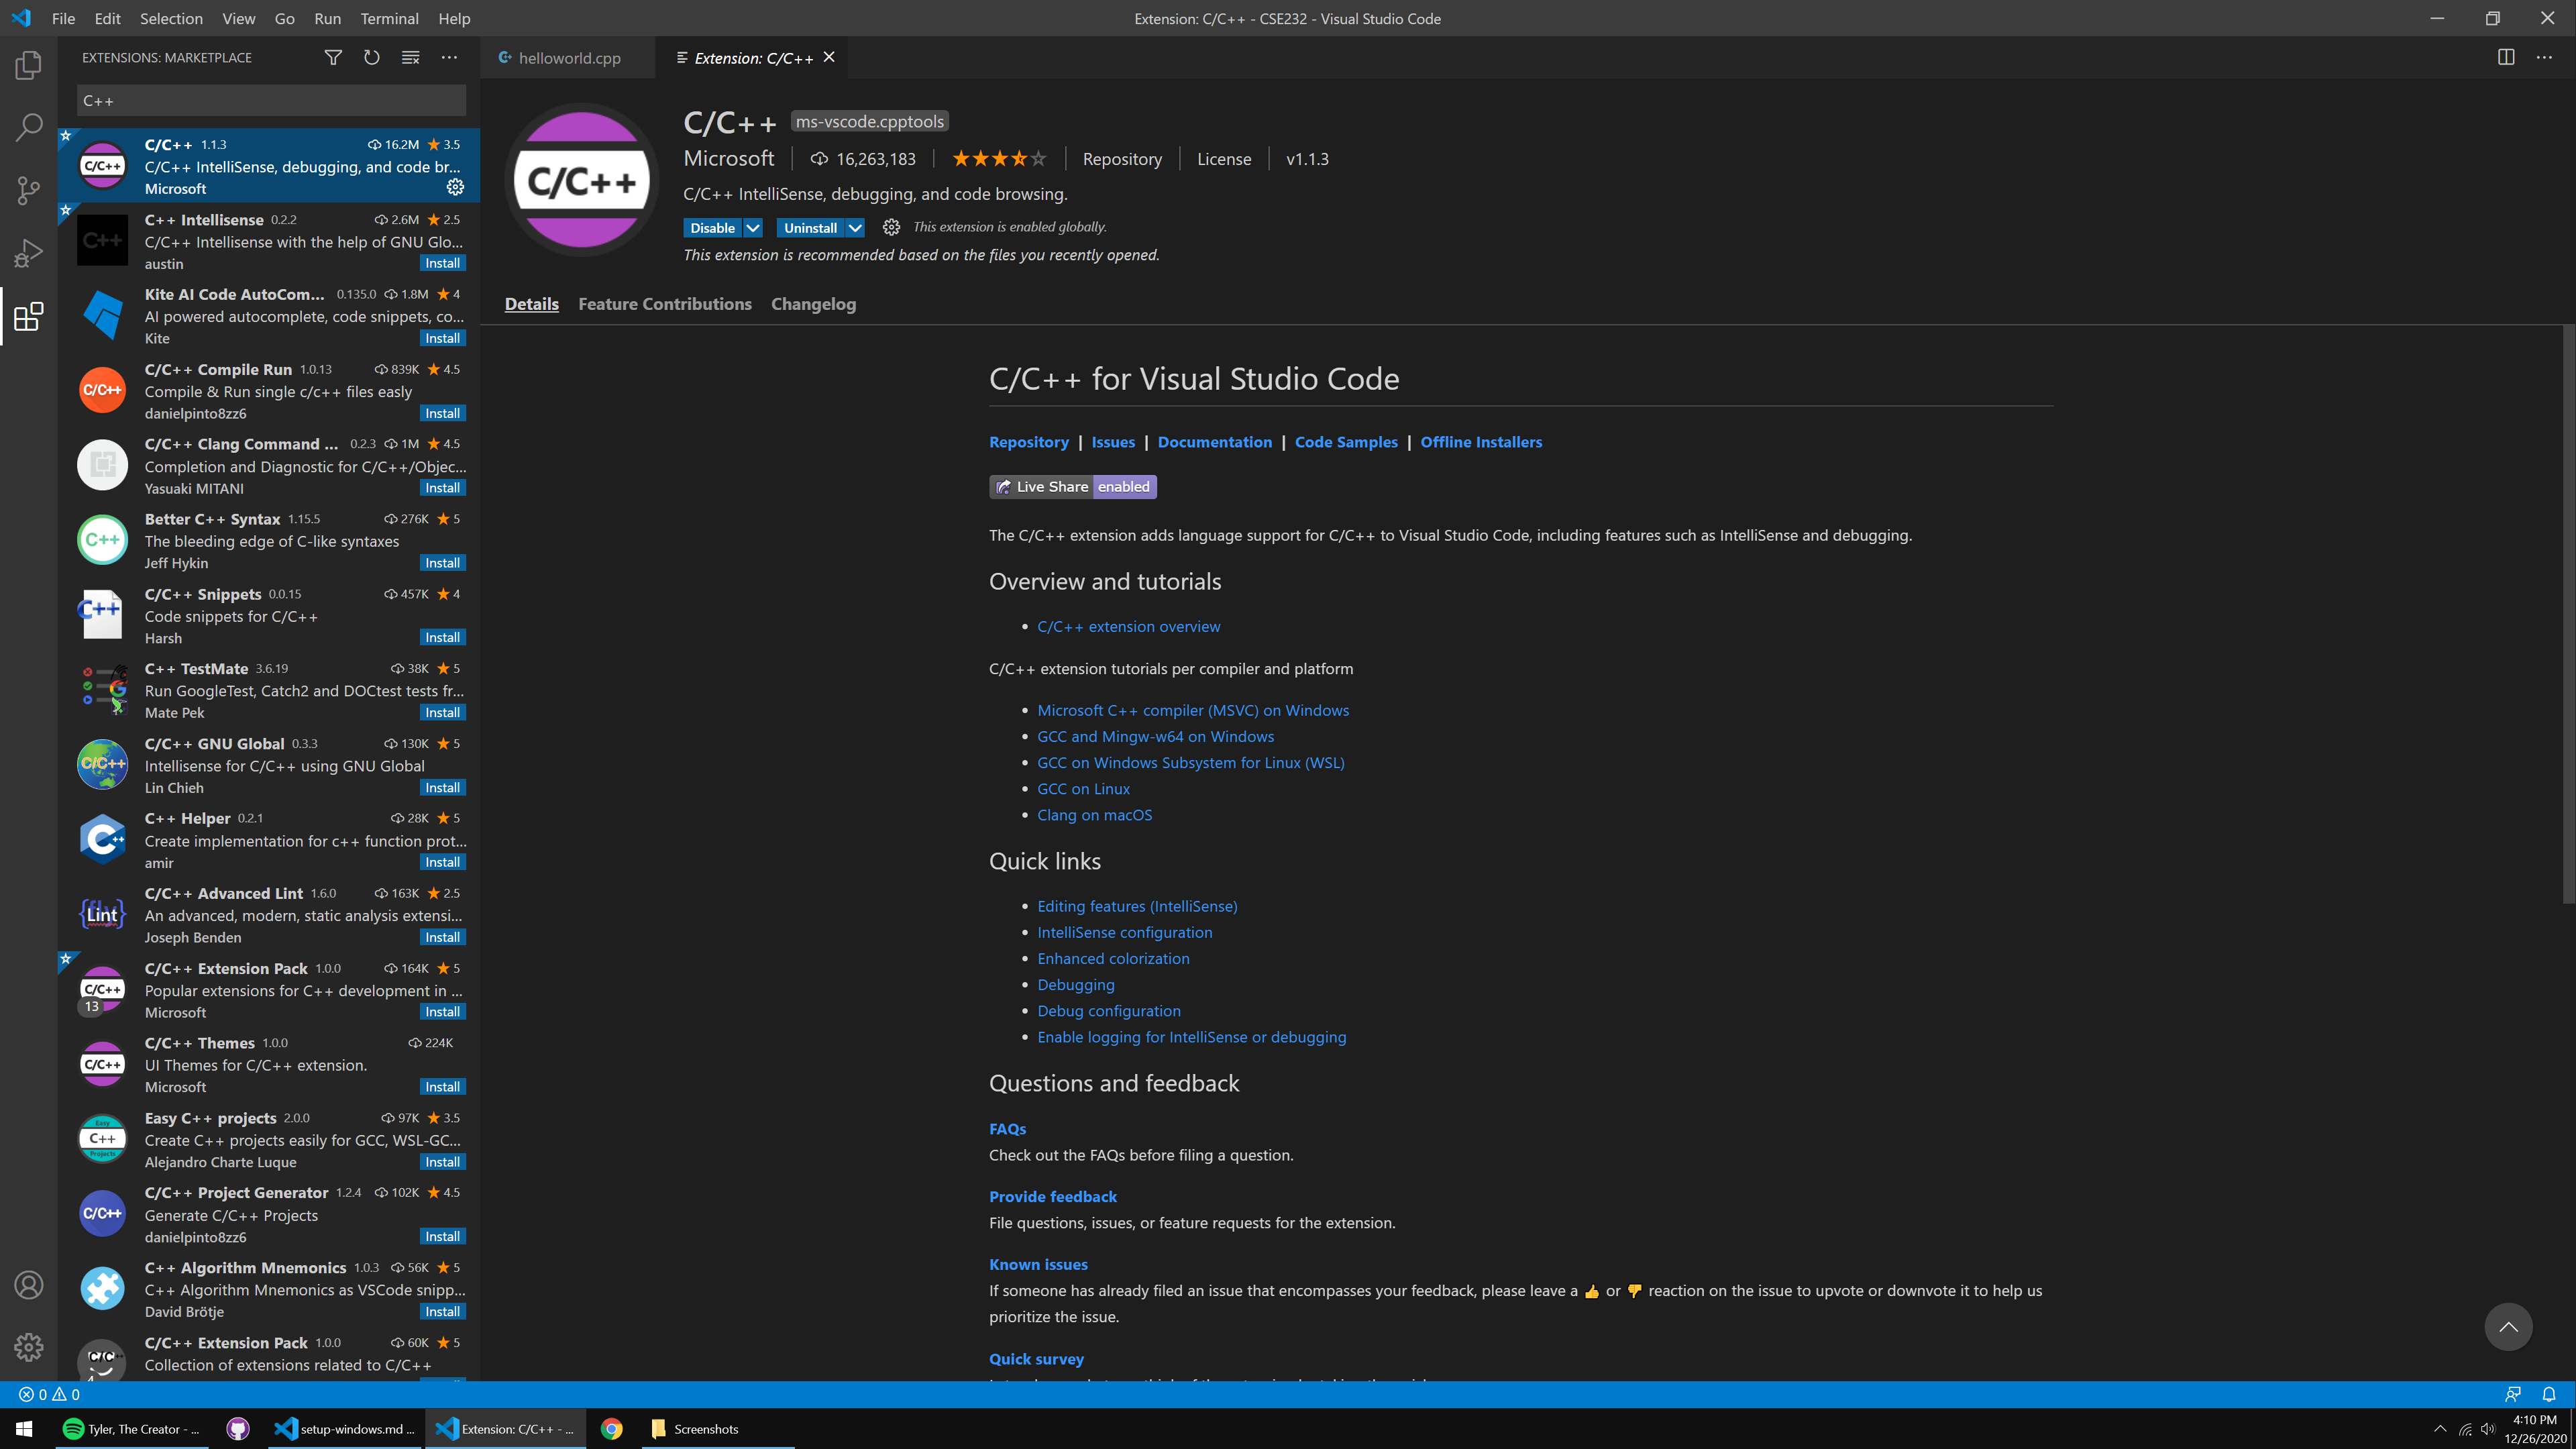 File Edit Selection View Go Run Terminal Help
Extension: C/C++ - CSE232 - Visual Studio Code
EXTENSIONS: MARKETPLACE
C++
C/C++ 1.1.3 16.2M 3.5
C/C++ IntelliSense, debugging, and code br...
Microsoft
C++ Intellisense 0.2.2 2.6M 2.5
C/C++ Intellisense with the help of GNU Glo...
austin Install
Kite AI Code AutoCom... 0.135.0 1.8M 4
AI powered autocomplete, code snippets, co...
Kite Install
C/C++ Compile Run 1.0.13 839K 4.5
Compile & Run single c/c++ files easly
danielpinto8zz6 Install
C/C++ Clang Command ... 0.2.3 1M 4.5
Completion and Diagnostic for C/C++/Objec...
Yasuaki MITANI Install
Better C++ Syntax 1.15.5 276K 5
The bleeding edge of C-like syntaxes
Jeff Hykin Install
C/C++ Snippets 0.0.15 457K 4
Code snippets for C/C++
Harsh Install
C++ TestMate 3.6.19 38K 5
Run GoogleTest, Catch2 and DOCtest tests fr...
Mate Pek Install
C/C++ GNU Global 0.3.3 130K 5
Intellisense for C/C++ using GNU Global
Lin Chieh Install
C++ Helper 0.2.1 28K 5
Create implementation for c++ function prot...
amir Install
C/C++ Advanced Lint 1.6.0 163K 2.5
An advanced, modern, static analysis extensi...
Joseph Benden Install
C/C++ Extension Pack 1.0.0 164K 5
Popular extensions for C++ development in ...
13
Microsoft Install
C/C++ Themes 1.0.0 224K
UI Themes for C/C++ extension.
Microsoft Install
Easy C++ projects 2.0.0 97K 3.5
Create C++ projects easily for GCC, WSL-GC...
Alejandro Charte Luque Install
C/C++ Project Generator 1.2.4 102K 4.5
Generate C/C++ Projects
danielpinto8zz6 Install
C++ Algorithm Mnemonics 1.0.3 56K 5
C++ Algorithm Mnemonics as VSCode snipp...
David Brötje Install
C/C++ Extension Pack 1.0.0 60K 5
Collection of extensions related to C/C++
helloworld.cpp Extension: C/C++
C/C++
C/C++ ms-vscode.cpptools
Microsoft 16,263,183 Repository License v1.1.3
C/C++ IntelliSense, debugging, and code browsing.
Disable Uninstall This extension is enabled globally.
This extension is recommended based on the files you recently opened.
Details Feature Contributions Changelog
C/C++ for Visual Studio Code
Repository | Issues | Documentation | Code Samples | Offline Installers
Live Share enabled
The C/C++ extension adds language support for C/C++ to Visual Studio Code, including features such as IntelliSense and debugging.
Overview and tutorials
• C/C++ extension overview
C/C++ extension tutorials per compiler and platform
• Microsoft C++ compiler (MSVC) on Windows
• GCC and Mingw-w64 on Windows
• GCC on Windows Subsystem for Linux (WSL)
• GCC on Linux
• Clang on macOS
Quick links
• Editing features (IntelliSense)
• IntelliSense configuration
• Enhanced colorization
• Debugging
• Debug configuration
• Enable logging for IntelliSense or debugging
Questions and feedback
FAQs
Check out the FAQs before filing a question.
Provide feedback
File questions, issues, or feature requests for the extension.
Known issues
If someone has already filed an issue that encompasses your feedback, please leave a 👍 or 👎 reaction on the issue to upvote or downvote it to help us
prioritize the issue.
Quick survey
0 0
Tyler, The Creator - ... setup-windows.md ... Extension: C/C++ - ... Screenshots
4:10 PM
12/26/2020